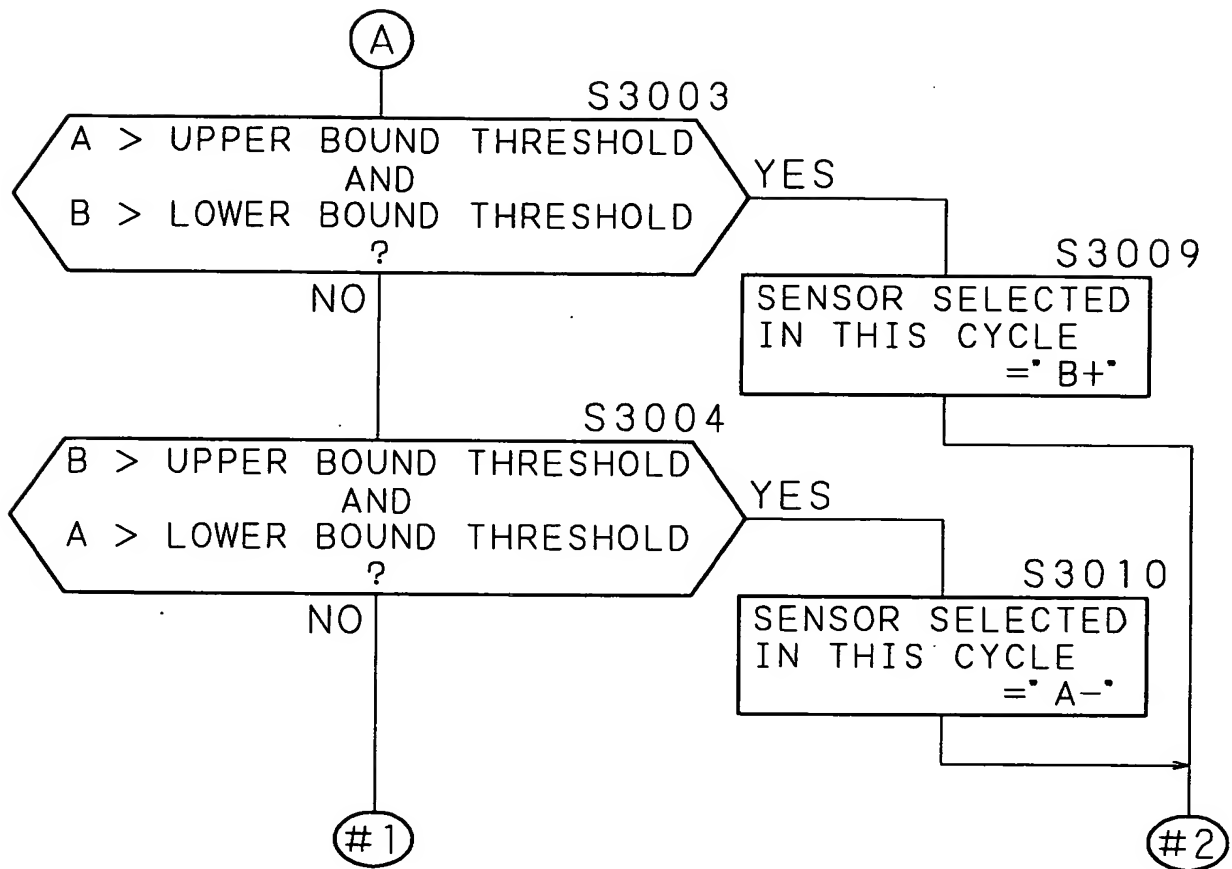 A
S3003
A > UPPER BOUND THRESHOLD
AND
B > LOWER BOUND THRESHOLD
?
YES
NO
S3009
SENSOR SELECTED
IN THIS CYCLE
="B+"
S3004
B > UPPER BOUND THRESHOLD
AND
A > LOWER BOUND THRESHOLD
?
YES
NO
S3010
SENSOR SELECTED
IN THIS CYCLE
="A−"
#1
#2